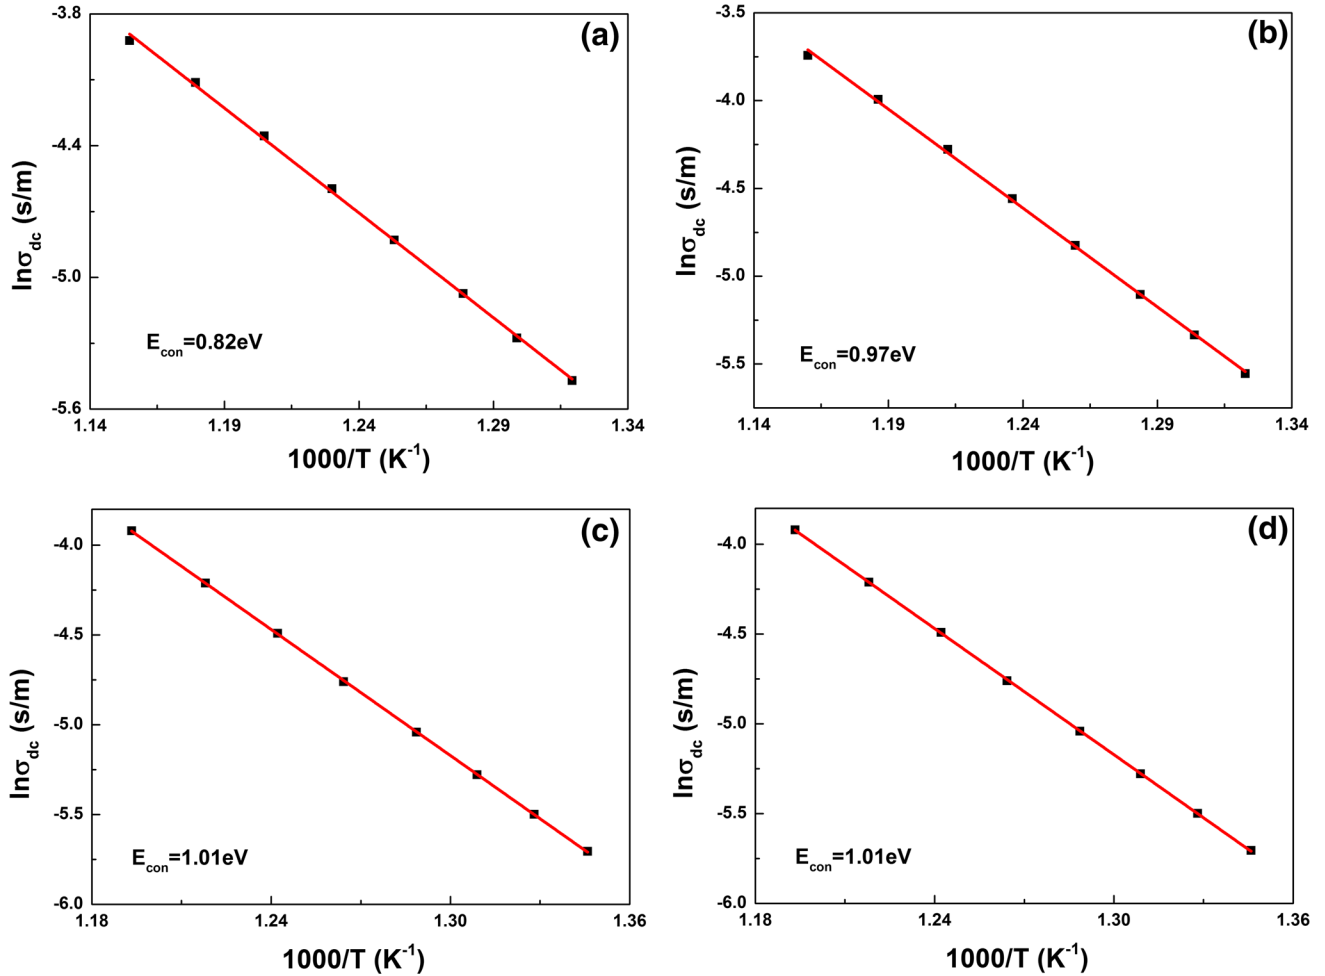 (a)
-3.8
-4.4
-5.0
-5.6
lnσdc (s/m)
Econ=0.82eV
1.14 1.19 1.24 1.29 1.34
1000/T (K-1)
(b)
-3.5
-4.0
-4.5
-5.0
-5.5
lnσdc (s/m)
Econ=0.97eV
1.14 1.19 1.24 1.29 1.34
1000/T (K-1)
(c)
-4.0
-4.5
-5.0
-5.5
-6.0
lnσdc (s/m)
Econ=1.01eV
1.18 1.24 1.30 1.36
1000/T (K-1)
(d)
-4.0
-4.5
-5.0
-5.5
-6.0
lnσdc (s/m)
Econ=1.01eV
1.18 1.24 1.30 1.36
1000/T (K-1)